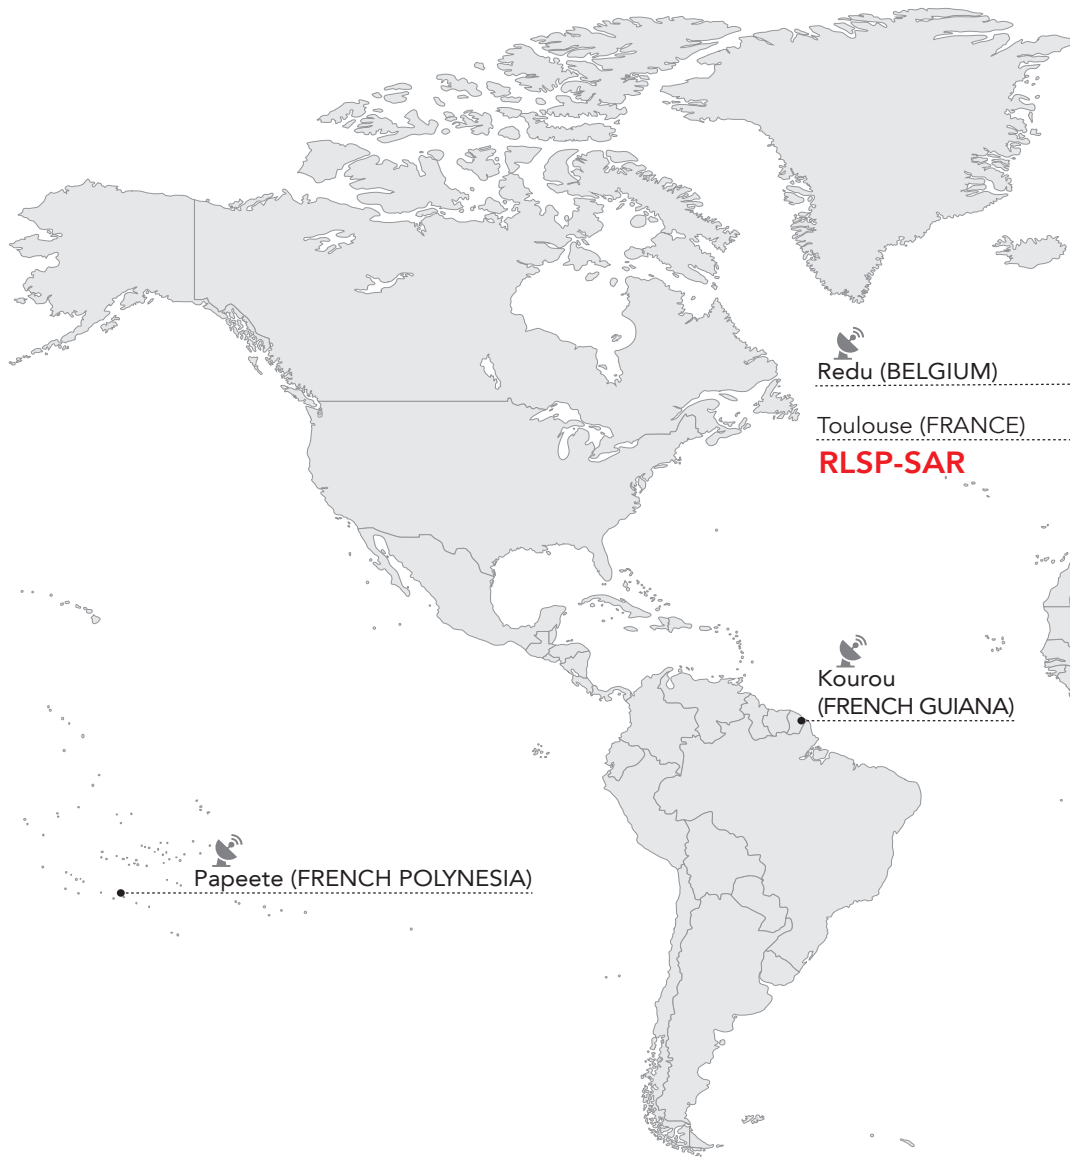 Redu (BELGIUM)
Toulouse (FRANCE)
RLSP-SAR
Kourou
(FRENCH GUIANA)
Papeete (FRENCH POLYNESIA)